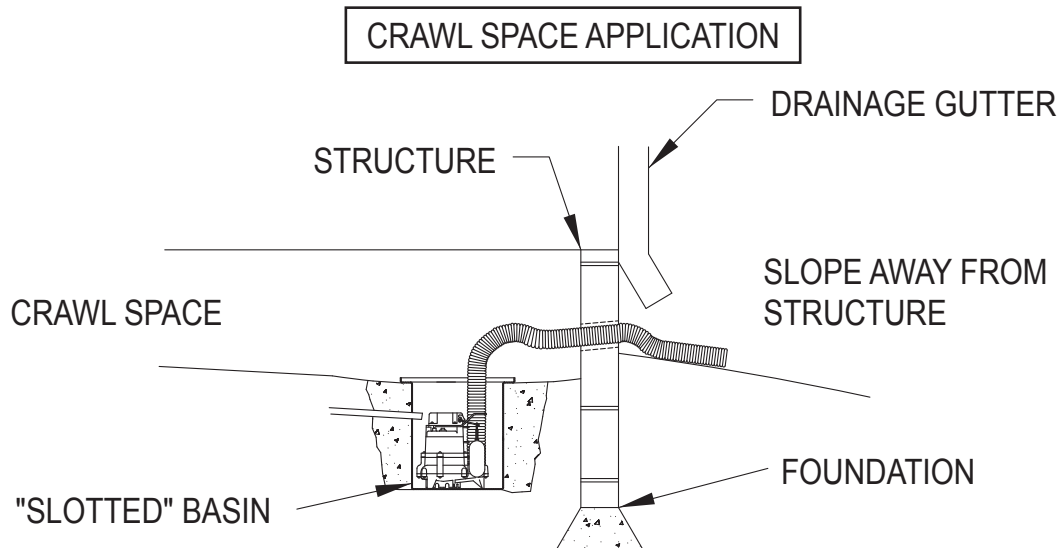 CRAWL SPACE APPLICATION
DRAINAGE GUTTER
STRUCTURE
SLOPE AWAY FROM
STRUCTURE
CRAWL SPACE
FOUNDATION
"SLOTTED" BASIN